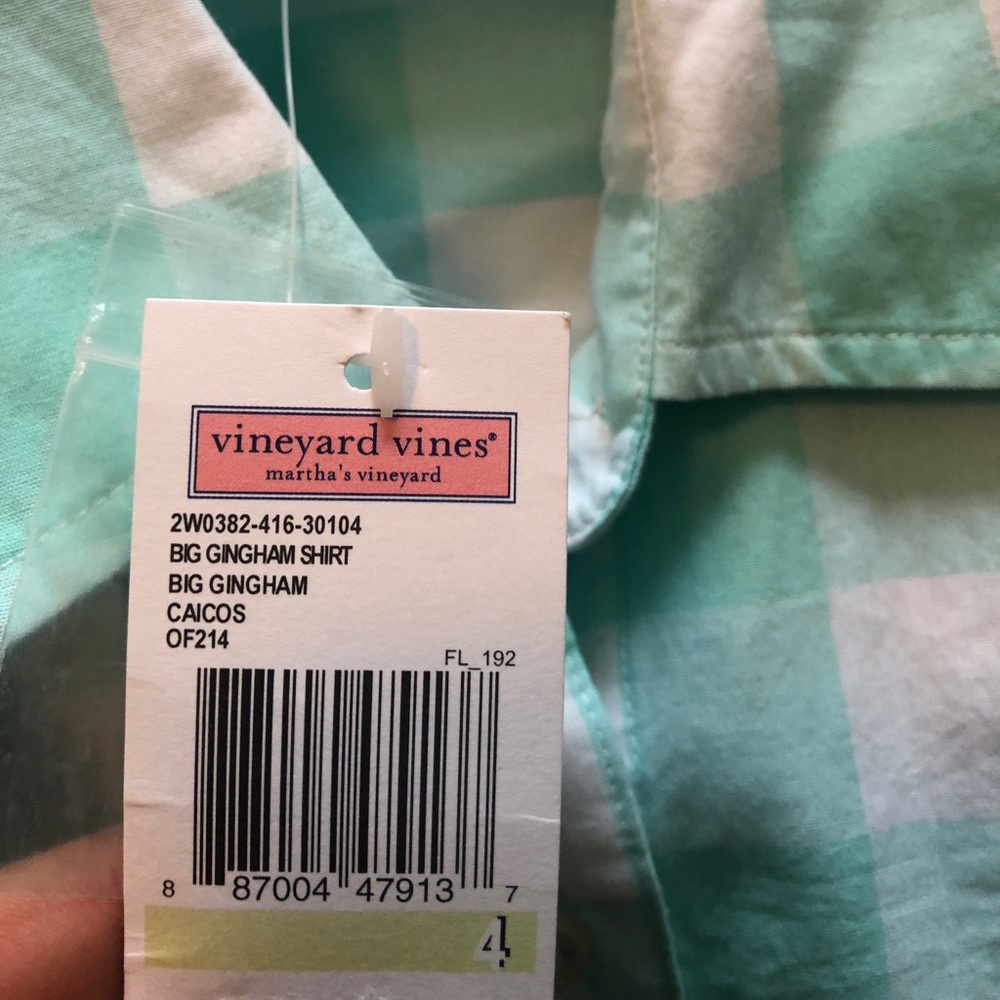 vineyard vines®
martha's vineyard
2W0382-416-30104
BIG GINGHAM SHIRT
BIG GINGHAM
CAICOS
OF214
FL_192
8 87004 47913 7
4